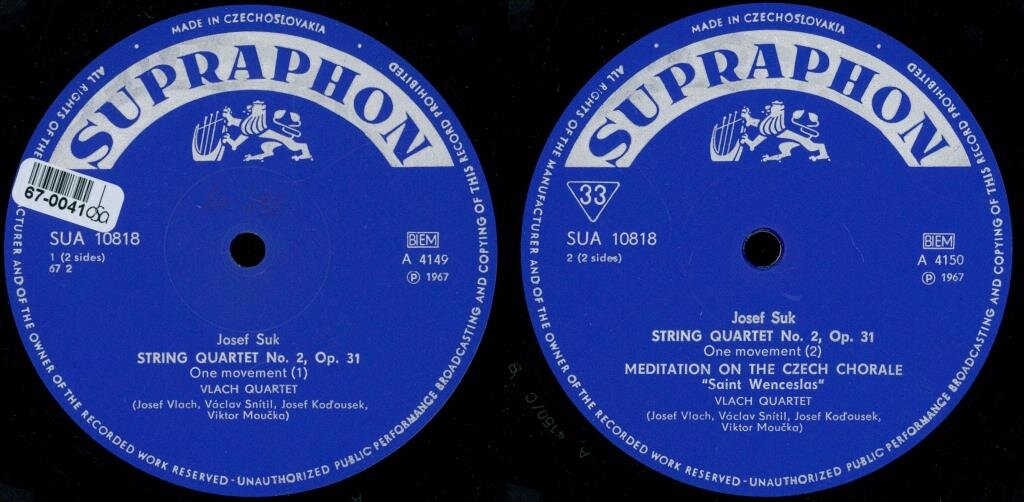 MADE IN CZECHOSLOVAKIA
ALL RIGHTS OF THE
CTURER AND OF THE OWNER OF THE RECORDED WORK RESERVED - UNAUTHORIZED PUBLIC PERFORMANCE BROADCASTING AND COPYING OF THIS RECORD PROHIBITED
SUPRAPHON
67-0041
SUA 10818
1 (2 sides)
67 2
BIEM
A 4149
Ⓟ 1967
Josef Suk
STRING QUARTET No. 2, Op. 31
One movement (1)
VLACH QUARTET
(Josef Vlach, Václav Snítil, Josef Koďousek,
Viktor Moučka)
MADE IN CZECHOSLOVAKIA
ALL RIGHTS OF THE MANUFACTURER AND OF THE OWNER OF THE RECORDED WORK RESERVED - UNAUTHORIZED PUBLIC PERFORMANCE BROADCASTING AND COPYING OF THIS RECORD PROHIBITED
SUPRAPHON
33
SUA 10818
2 (2 sides)
BIEM
A 4150
Ⓟ 1967
Josef Suk
STRING QUARTET No. 2, Op. 31
One movement (2)
MEDITATION ON THE CZECH CHORALE
"Saint Wenceslas"
VLACH QUARTET
(Josef Vlach, Václav Snítil, Josef Koďousek,
Viktor Moučka)